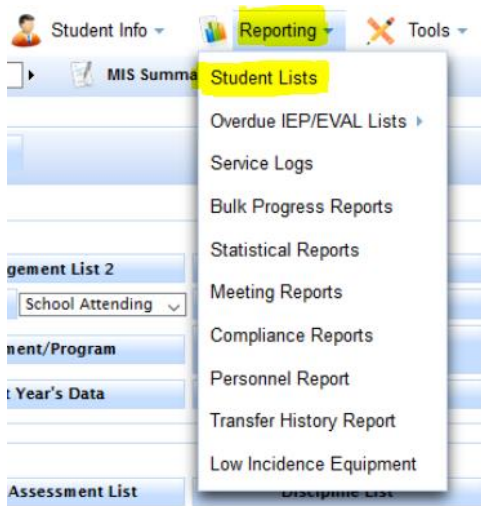 Student Info Reporting Tools
MIS Summa
Student Lists
Overdue IEP/EVAL Lists
Service Logs
Bulk Progress Reports
Statistical Reports
gement List 2
Meeting Reports
School Attending
Compliance Reports
ment/Program
Personnel Report
t Year's Data
Transfer History Report
Low Incidence Equipment
Assessment List
Discipline List